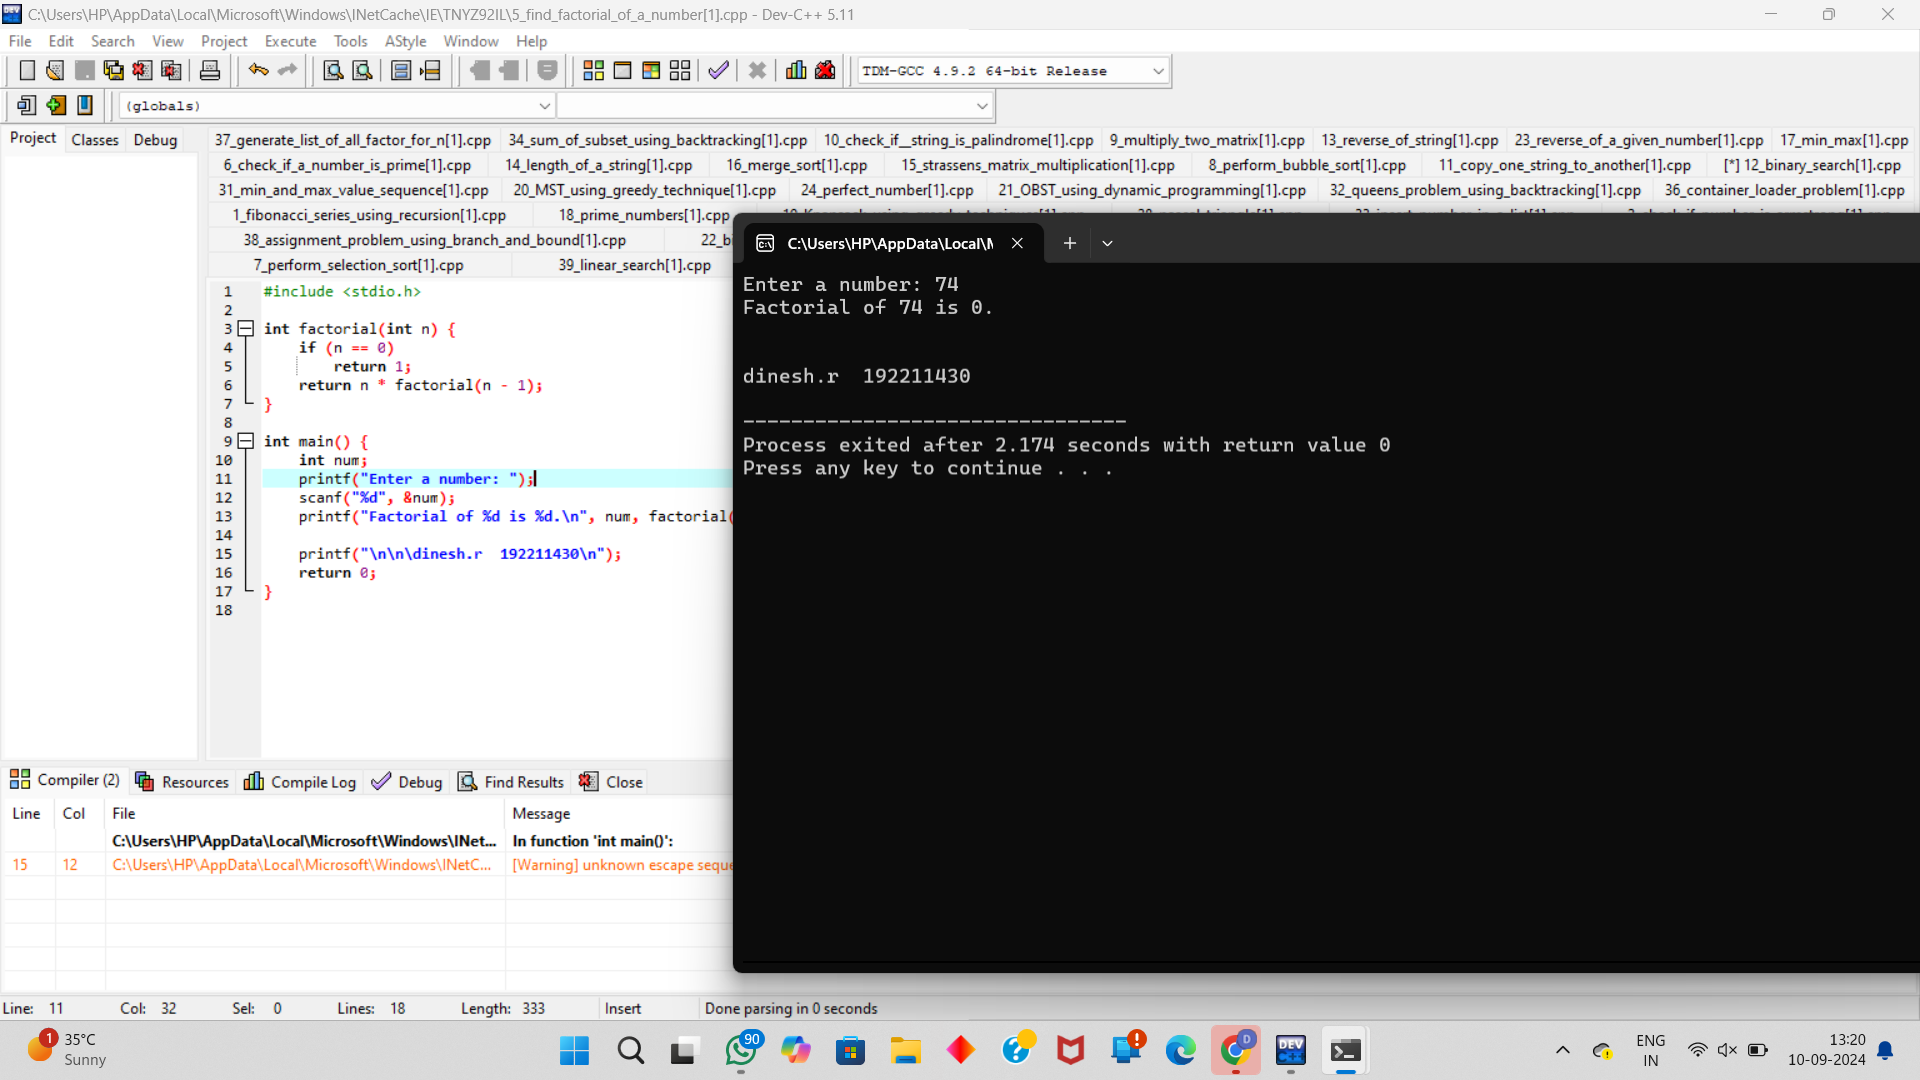 C:\Users\HP\AppData\Local\Microsoft\Windows\INetCache\IE\TNYZ92IL\5_find_factorial_of_a_number[1].cpp - Dev-C++ 5.11
File Edit Search View Project Execute Tools AStyle Window Help
TDM-GCC 4.9.2 64-bit Release
(globals)
Project Classes Debug
37_generate_list_of_all_factor_for_n[1].cpp 34_sum_of_subset_using_backtracking[1].cpp 10_check_if__string_is_palindrome[1].cpp 9_multiply_two_matrix[1].cpp 13_reverse_of_string[1].cpp 23_reverse_of_a_given_number[1].cpp 17_min_max[1].cpp
6_check_if_a_number_is_prime[1].cpp 14_length_of_a_string[1].cpp 16_merge_sort[1].cpp 15_strassens_matrix_multiplication[1].cpp 8_perform_bubble_sort[1].cpp 11_copy_one_string_to_another[1].cpp [*] 12_binary_search[1].cpp
31_min_and_max_value_sequence[1].cpp 20_MST_using_greedy_technique[1].cpp 24_perfect_number[1].cpp 21_OBST_using_dynamic_programming[1].cpp 32_queens_problem_using_backtracking[1].cpp 36_container_loader_problem[1].cpp
1_fibonacci_series_using_recursion[1].cpp 18_prime_numbers[1].cpp
38_assignment_problem_using_branch_and_bound[1].cpp 22_bi
7_perform_selection_sort[1].cpp 39_linear_search[1].cpp
1 #include <stdio.h>
2
3 int factorial(int n) {
4 if (n == 0)
5 return 1;
6 return n * factorial(n - 1);
7 }
8
9 int main() {
10 int num;
11 printf("Enter a number: ");
12 scanf("%d", &num);
13 printf("Factorial of %d is %d.\n", num, factorial(
14
15 printf("\n\n\dinesh.r  192211430\n");
16 return 0;
17 }
18
C:\Users\HP\AppData\Local\M
Enter a number: 74
Factorial of 74 is 0.
dinesh.r  192211430
--------------------------------
Process exited after 2.174 seconds with return value 0
Press any key to continue . . .
Compiler (2) Resources Compile Log Debug Find Results Close
Line Col File Message
C:\Users\HP\AppData\Local\Microsoft\Windows\INet... In function 'int main()':
15 12 C:\Users\HP\AppData\Local\Microsoft\Windows\INetC... [Warning] unknown escape seque
Line: 11 Col: 32 Sel: 0 Lines: 18 Length: 333 Insert Done parsing in 0 seconds
1 35°C
Sunny
90
D
DEV C++
ENG
IN
13:20
10-09-2024